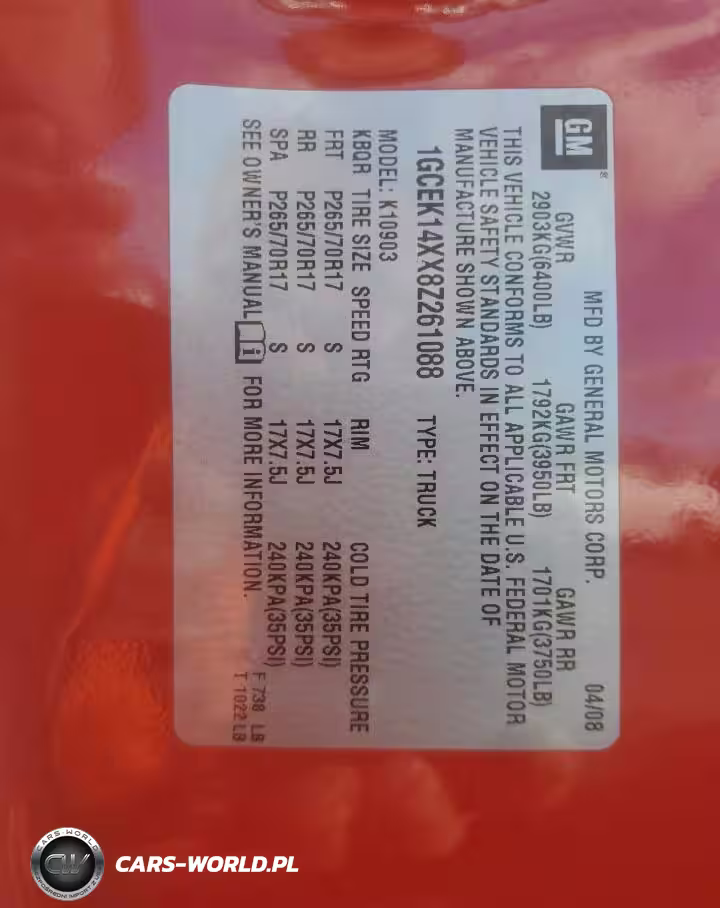 GM®
MFD BY GENERAL MOTORS CORP. 04/08
GVWR GAWR FRT GAWR RR
2903KG(6400LB) 1792KG(3950LB) 1701KG(3750LB)
THIS VEHICLE CONFORMS TO ALL APPLICABLE U.S. FEDERAL MOTOR
VEHICLE SAFETY STANDARDS IN EFFECT ON THE DATE OF
MANUFACTURE SHOWN ABOVE.
1GCEK14XX8Z261088 TYPE: TRUCK
MODEL: K10903
KBQR TIRE SIZE SPEED RTG RIM COLD TIRE PRESSURE
FRT P265/70R17 S 17X7.5J 240KPA(35PSI)
RR P265/70R17 S 17X7.5J 240KPA(35PSI)
SPA P265/70R17 S 17X7.5J 240KPA(35PSI)
SEE OWNER'S MANUAL i FOR MORE INFORMATION.
F 738 LB
T 1022 LB
CARS-WORLD
CW
CARS-WORLD.PL